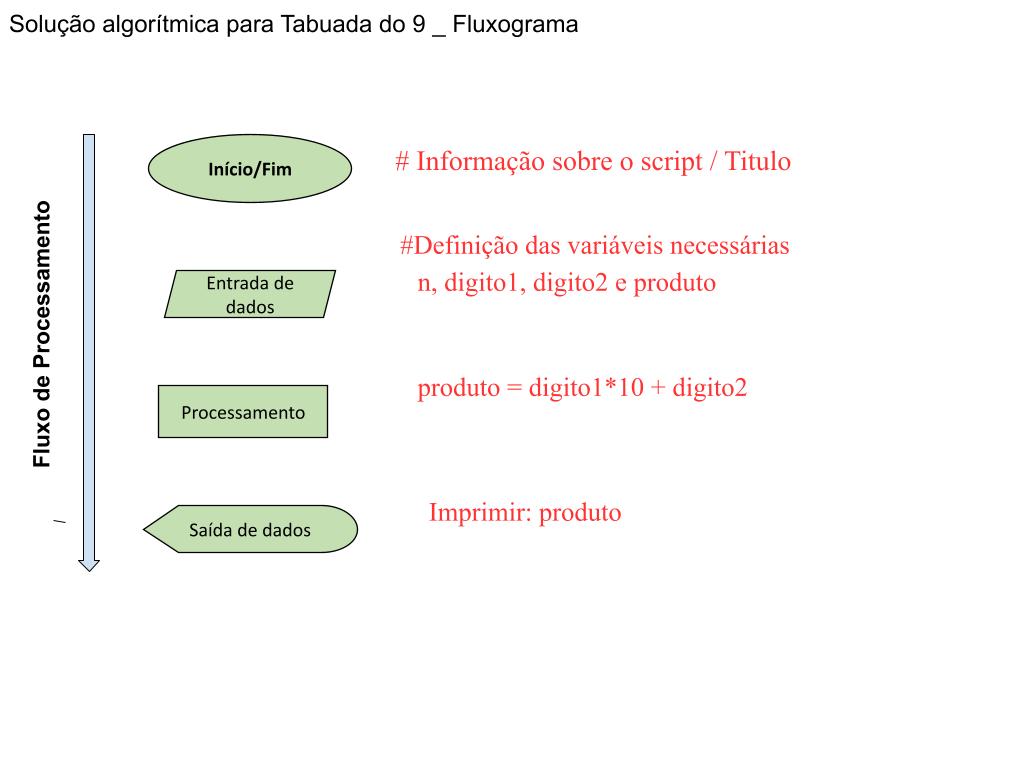 Solução algorítmica para Tabuada do 9 _ Fluxograma
Fluxo de Processamento
Início/Fim
# Informação sobre o script / Titulo
#Definição das variáveis necessárias
n, digito1, digito2 e produto
Entrada de
dados
produto = digito1*10 + digito2
Processamento
Imprimir: produto
Saída de dados